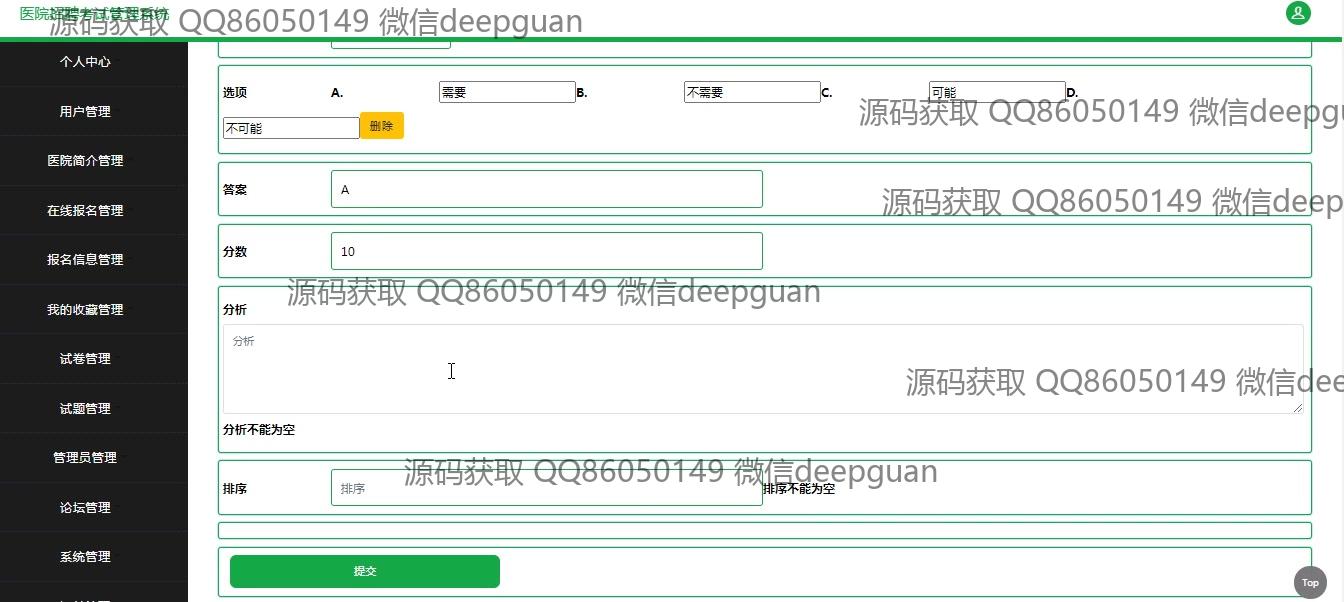 医院招聘考试管理系统
源码获取 QQ86050149 微信deepguan
个人中心
用户管理
医院简介管理
在线报名管理
报名信息管理
我的收藏管理
试卷管理
试题管理
管理员管理
论坛管理
系统管理
选项 A. 需要 B. 不需要 C. 可能 D.
源码获取 QQ86050149 微信deepgu
不可能 删除
答案 A
源码获取 QQ86050149 微信deep
分数 10
源码获取 QQ86050149 微信deepguan
分析
分析
源码获取 QQ86050149 微信dee
分析不能为空
源码获取 QQ86050149 微信deepguan
排序 排序 排序不能为空
提交
Top